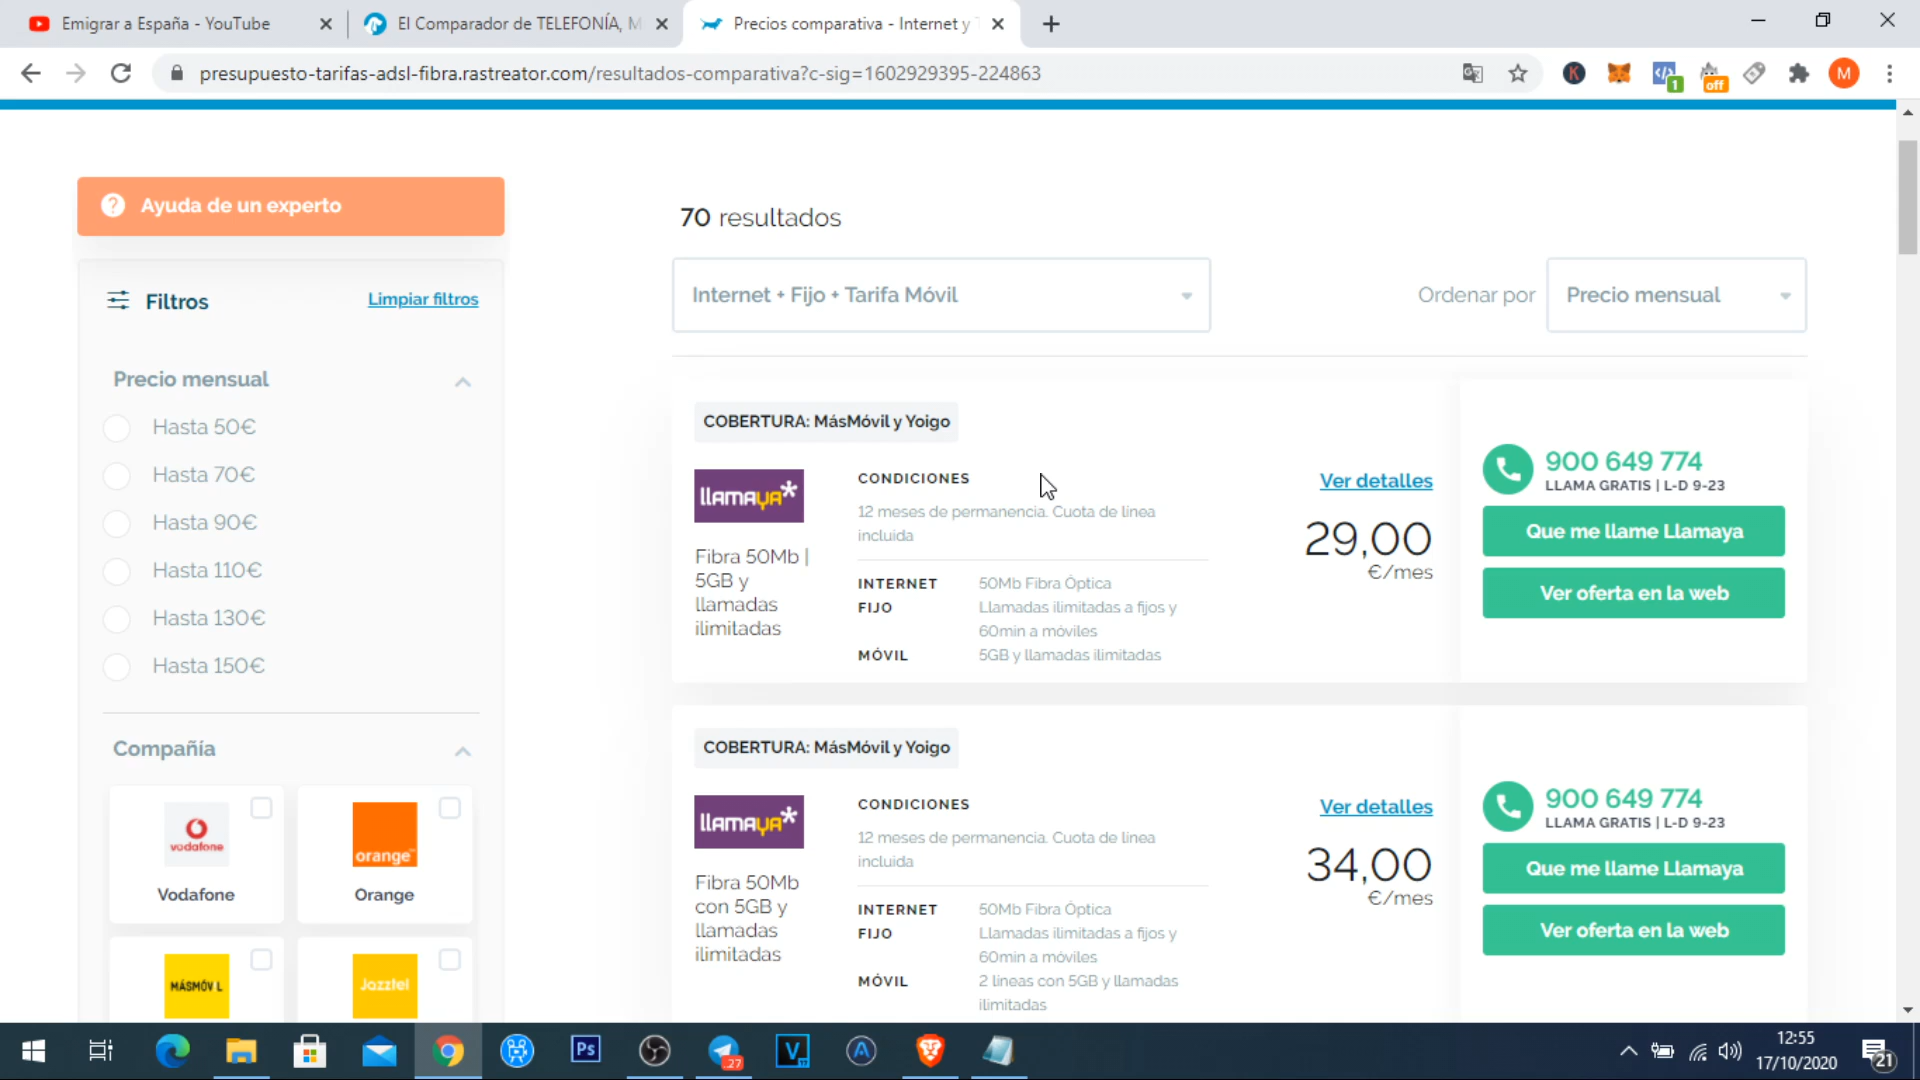 Emigrar a España - YouTube
El Comparador de TELEFONÍA, M
Precios comparativa - Internet y
presupuesto-tarifas-adsl-fibra.rastreator.com/resultados-comparativa?c-sig=1602929395-224863
K
1
off
M
? Ayuda de un experto
Filtros
Limpiar filtros
Precio mensual
Hasta 50€
Hasta 70€
Hasta 90€
Hasta 110€
Hasta 130€
Hasta 150€
Compañía
vodafone
Vodafone
orange
Orange
MÁSMÓV L
Jazztel
70 resultados
Internet + Fijo + Tarifa Móvil
Ordenar por
Precio mensual
COBERTURA: MásMóvil y Yoigo
llamaya*
Fibra 50Mb |
5GB y
llamadas
ilimitadas
CONDICIONES
12 meses de permanencia. Cuota de línea
incluida
INTERNET 50Mb Fibra Óptica
FIJO Llamadas ilimitadas a fijos y
60min a móviles
MÓVIL 5GB y llamadas ilimitadas
Ver detalles
29,00
€/mes
900 649 774
LLAMA GRATIS | L-D 9-23
Que me llame Llamaya
Ver oferta en la web
COBERTURA: MásMóvil y Yoigo
llamaya*
Fibra 50Mb
con 5GB y
llamadas
ilimitadas
CONDICIONES
12 meses de permanencia. Cuota de línea
incluida
INTERNET 50Mb Fibra Óptica
FIJO Llamadas ilimitadas a fijos y
60min a móviles
MÓVIL 2 líneas con 5GB y llamadas
ilimitadas
Ver detalles
34,00
€/mes
900 649 774
LLAMA GRATIS | L-D 9-23
Que me llame Llamaya
Ver oferta en la web
Ps
27
V
12:55
17/10/2020
21